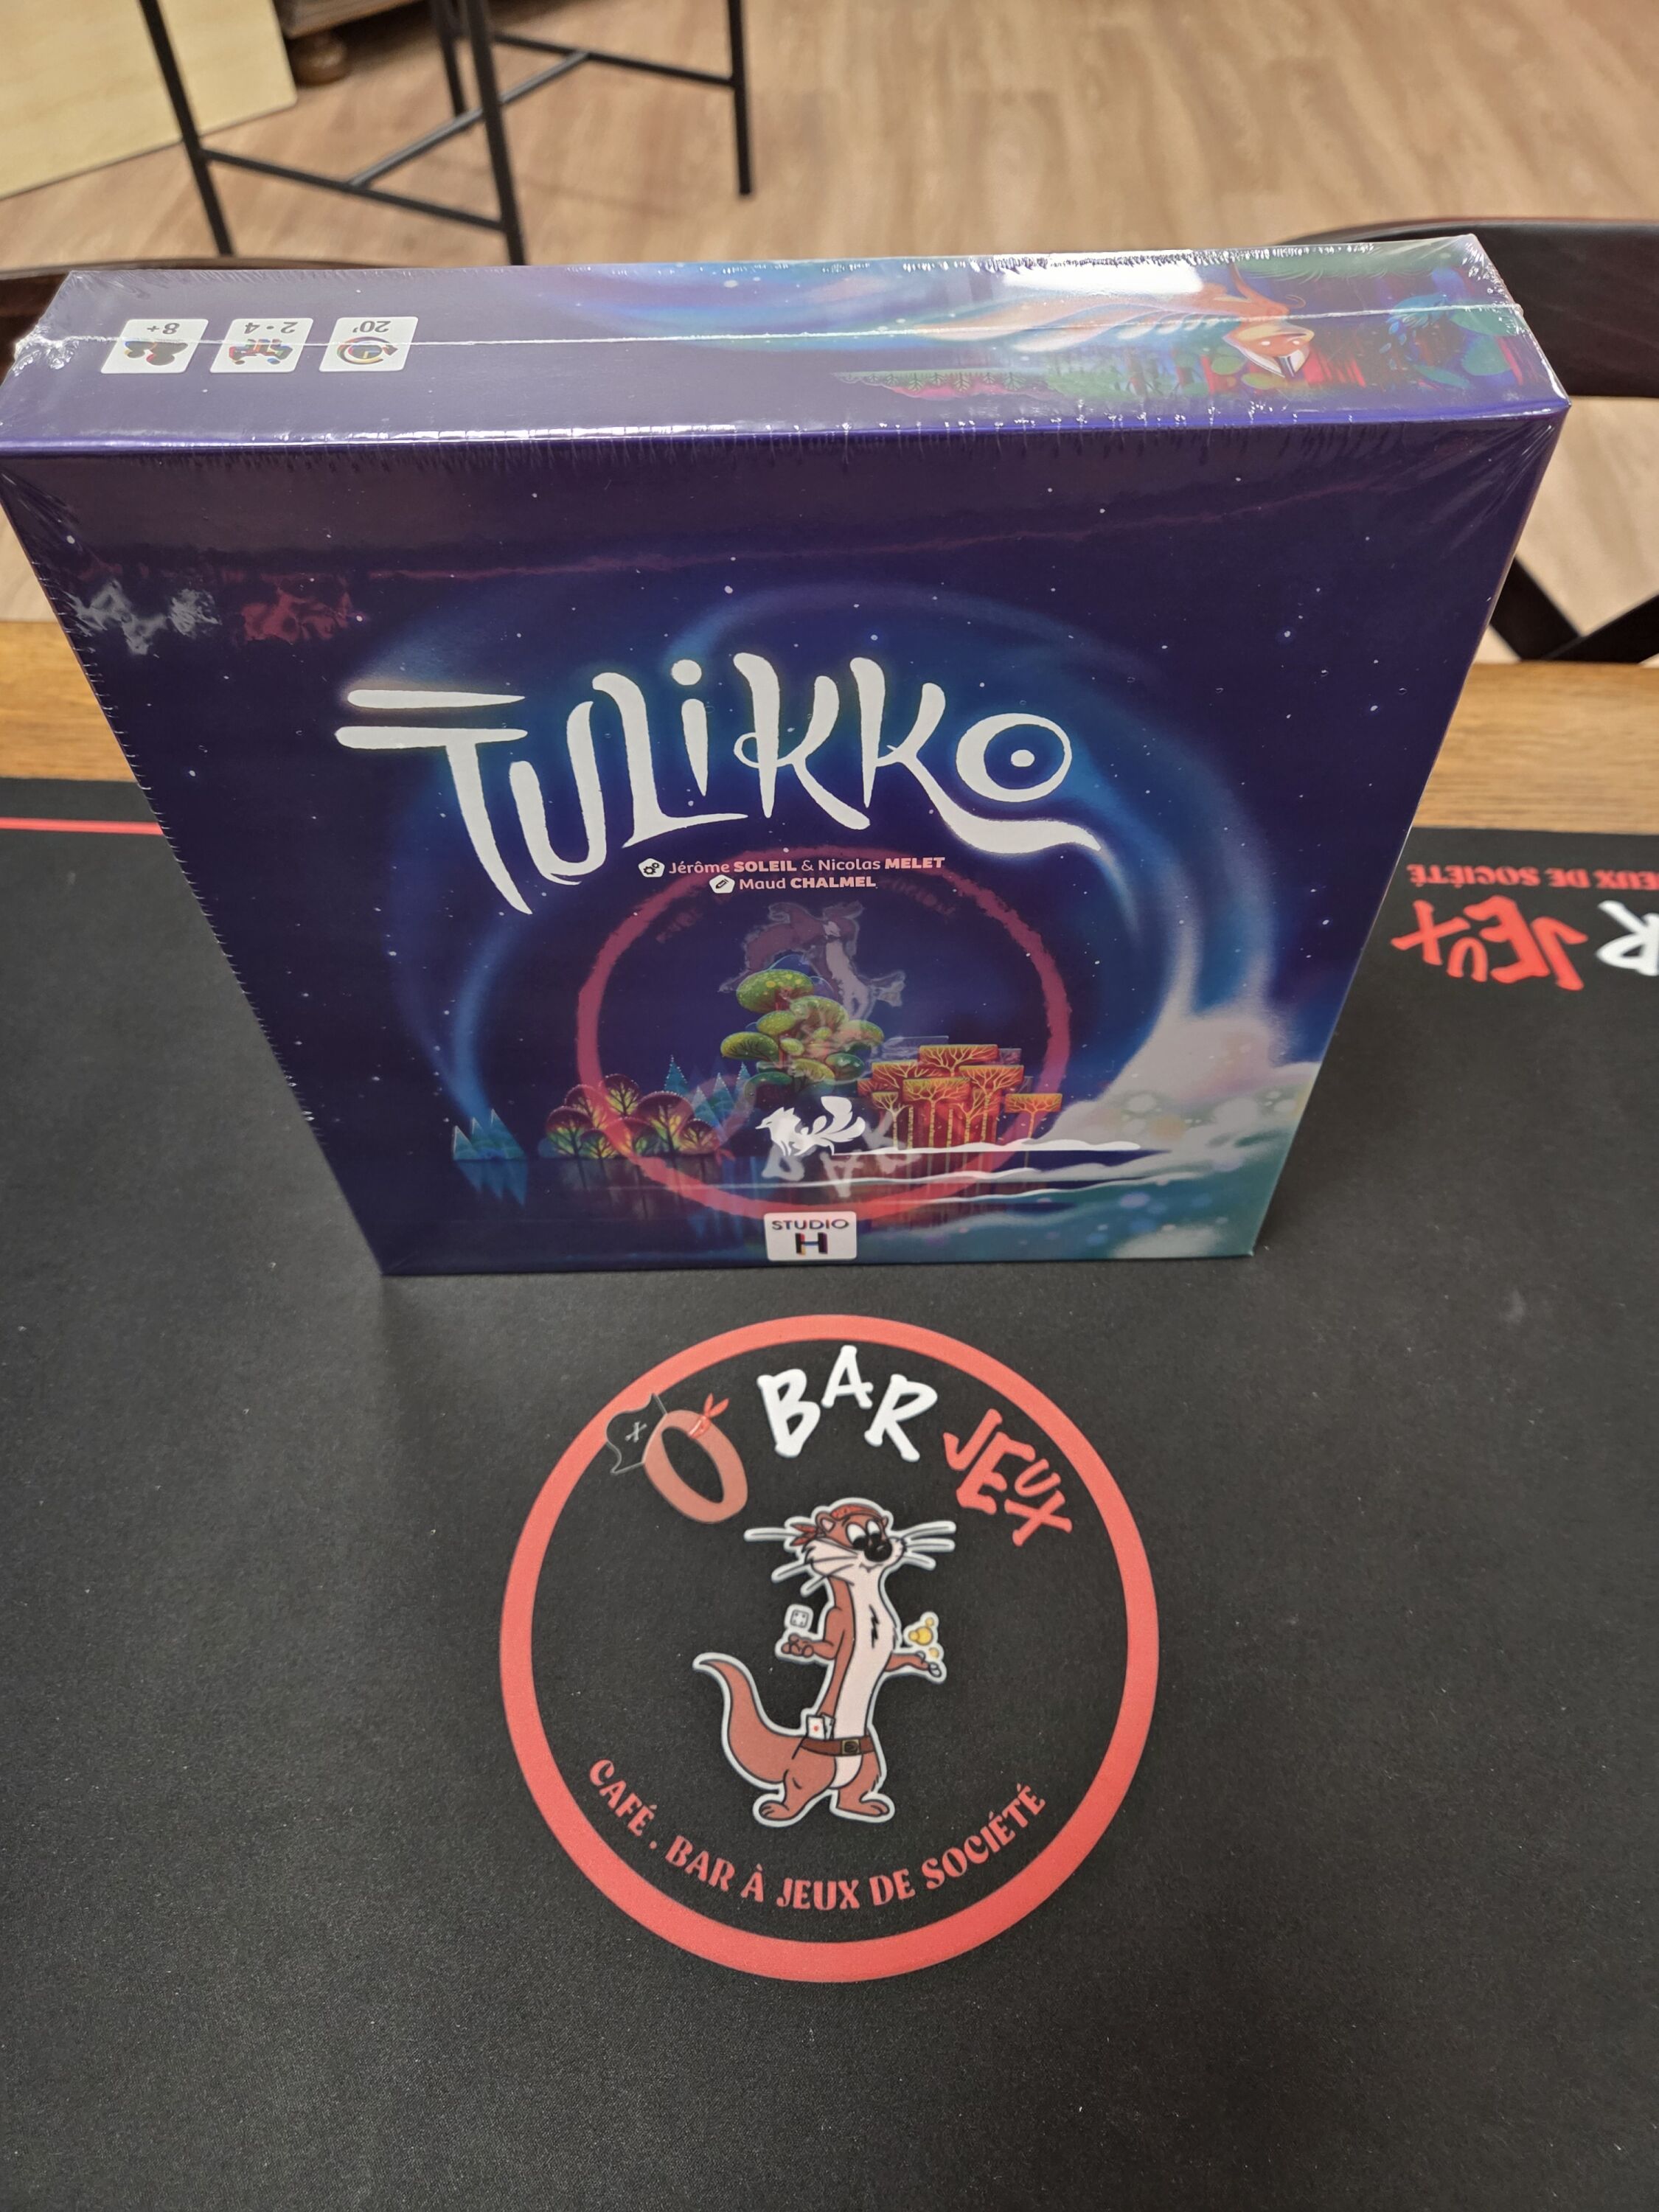 8+
2 • 4
20'
TULIKKO
Jérôme SOLEIL & Nicolas MELET
Maud CHALMEL
JEUX DE SOCIÉTÉ
JEUX
STUDIO
H
Ô BAR JEUX
CAFÉ . BAR À JEUX DE SOCIÉTÉ